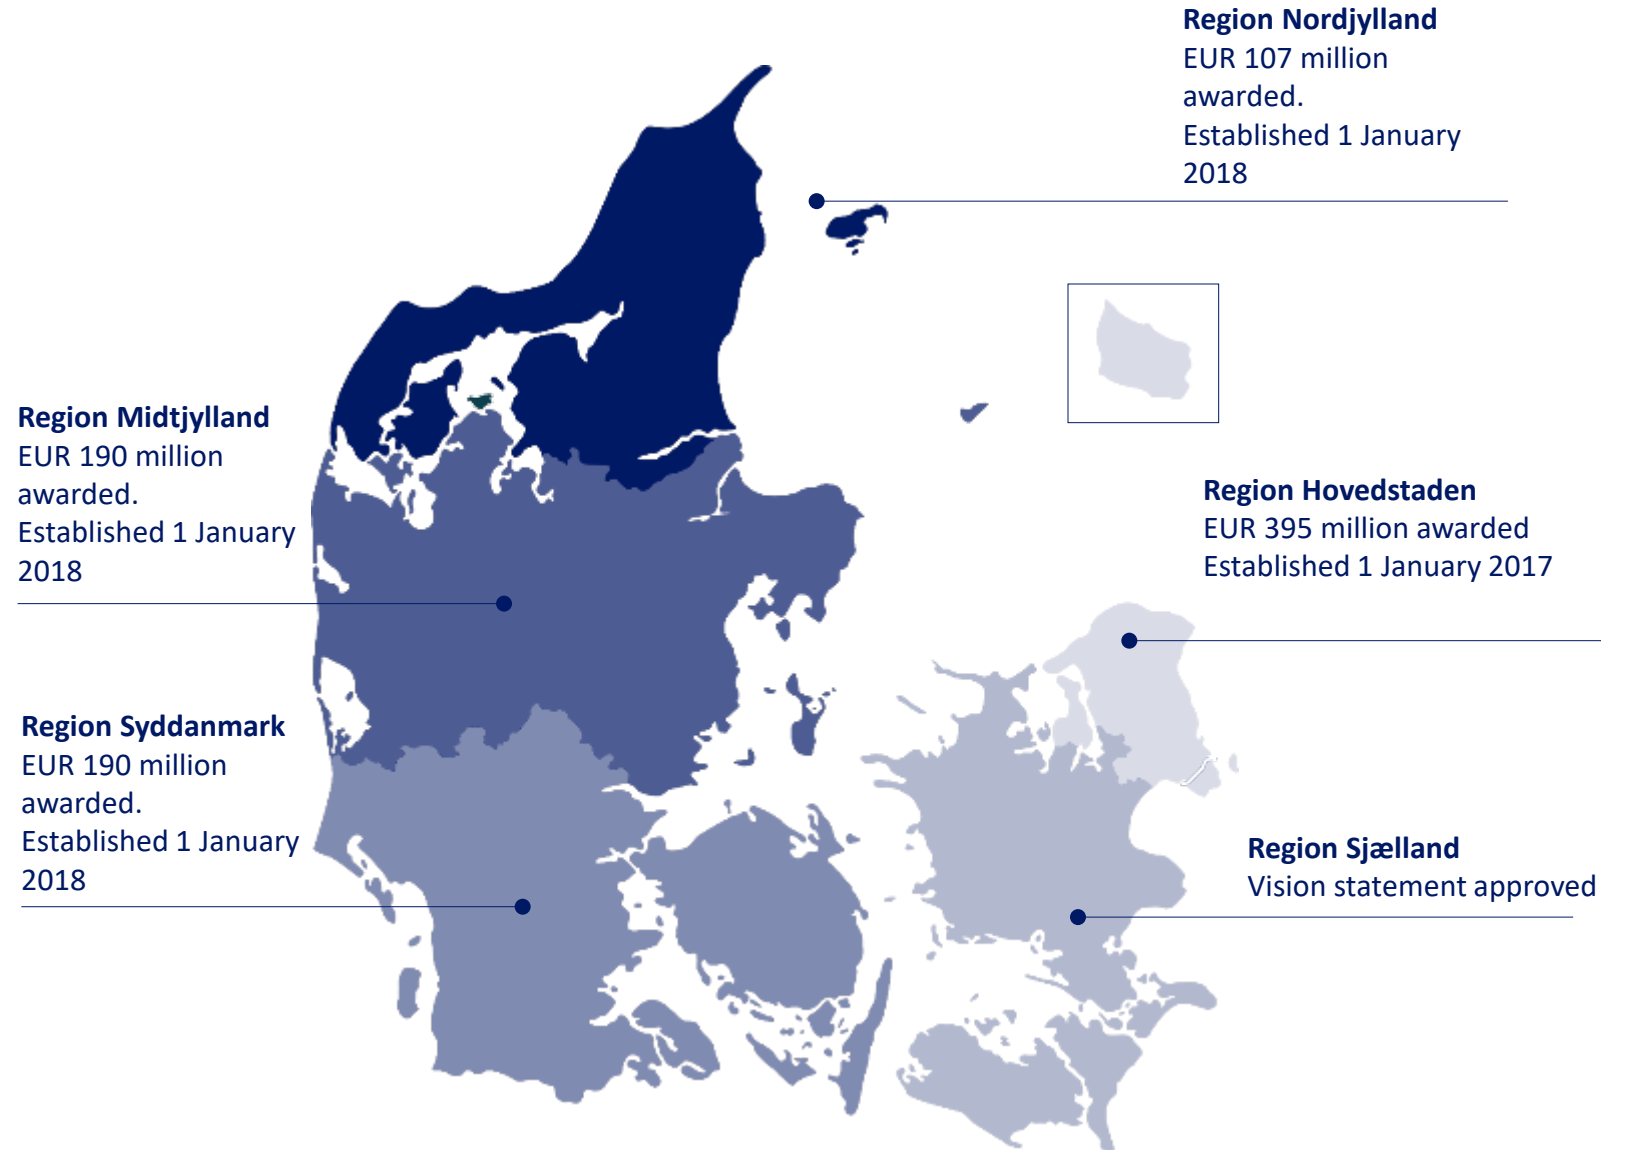 Region Nordjylland
EUR 107 million
awarded.
Established 1 January
2018
Region Midtjylland
EUR 190 million
awarded.
Established 1 January
2018
Region Hovedstaden
EUR 395 million awarded
Established 1 January 2017
Region Syddanmark
EUR 190 million
awarded.
Established 1 January
2018
Region Sjælland
Vision statement approved